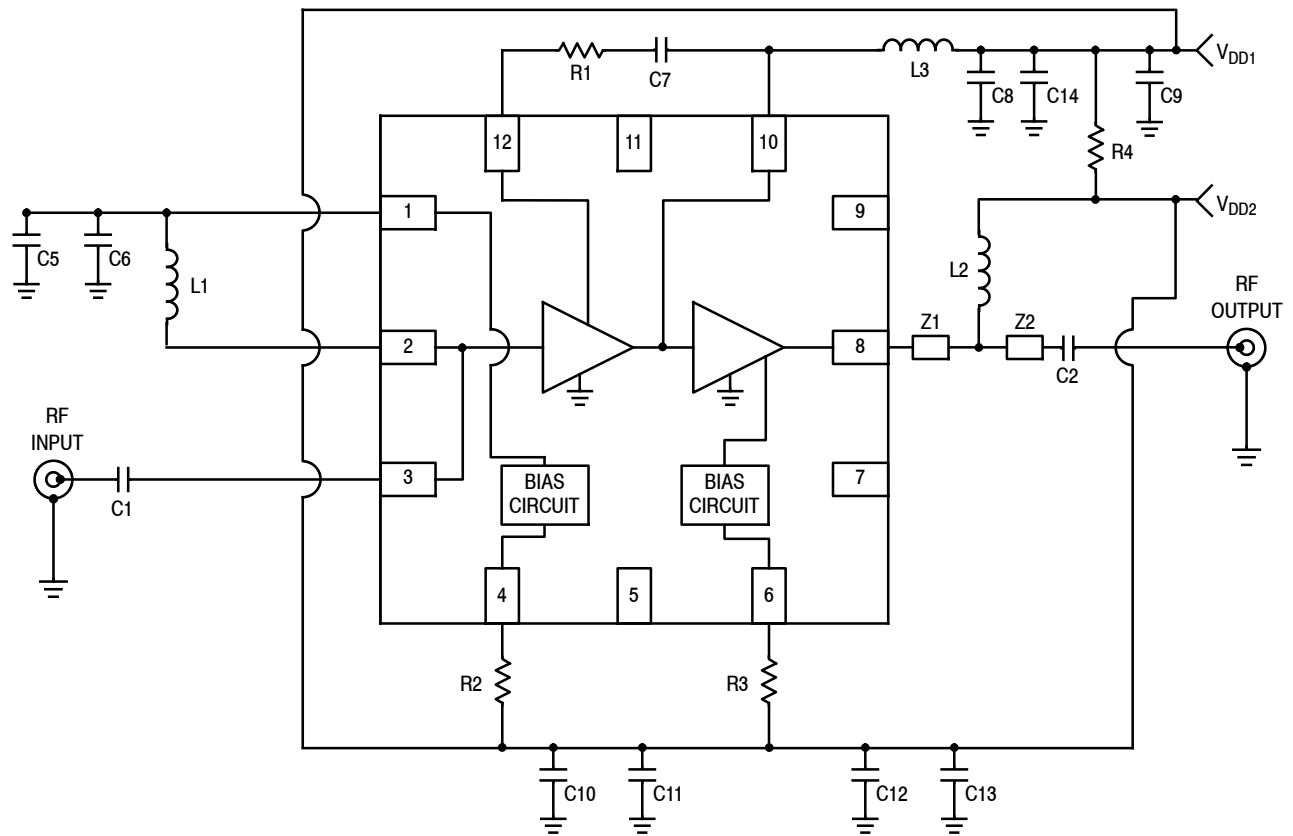 R1
C7
L3
C8
C14
C9
V_DD1
R4
12
11
10
1
9
V_DD2
C5
C6
L1
L2
RF
OUTPUT
2
8
Z1
Z2
C2
RF
INPUT
C1
3
BIAS
CIRCUIT
BIAS
CIRCUIT
7
4
5
6
R2
R3
C10
C11
C12
C13